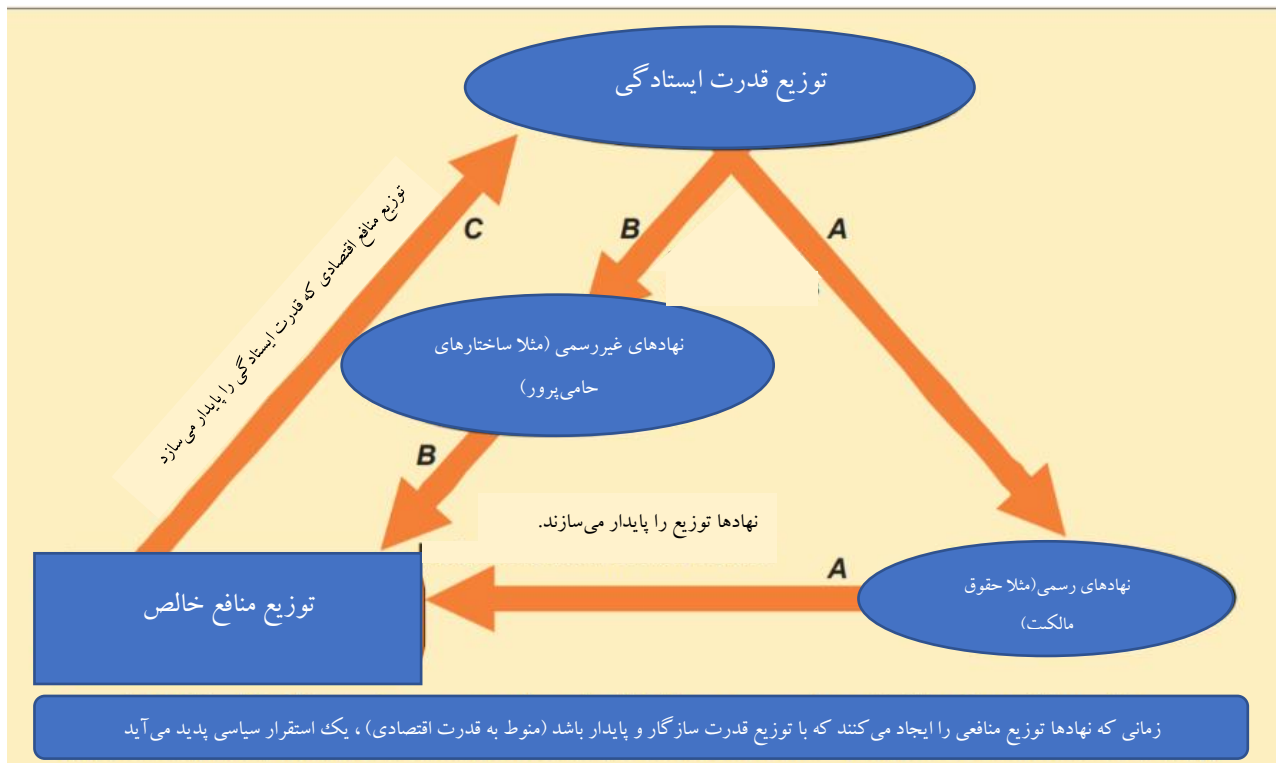 توزیع قدرت ایستادگی
توزیع منافع اقتصادی که قدرت ایستادگی را پایدار می‌سازد
C
B
A
نهادهای غیررسمی (مثلا ساختارهای
حامی‌پرور)
B
نهادها توزیع را پایدار می‌سازند.
A
توزیع منافع خالص
نهادهای رسمی(مثلا حقوق
مالکیت)
زمانی که نهادها توزیع منافعی را ایجاد می‌کنند که با توزیع قدرت سازگار و پایدار باشد (منوط به قدرت اقتصادی) ، یک استقرار سیاسی پدید می‌آید